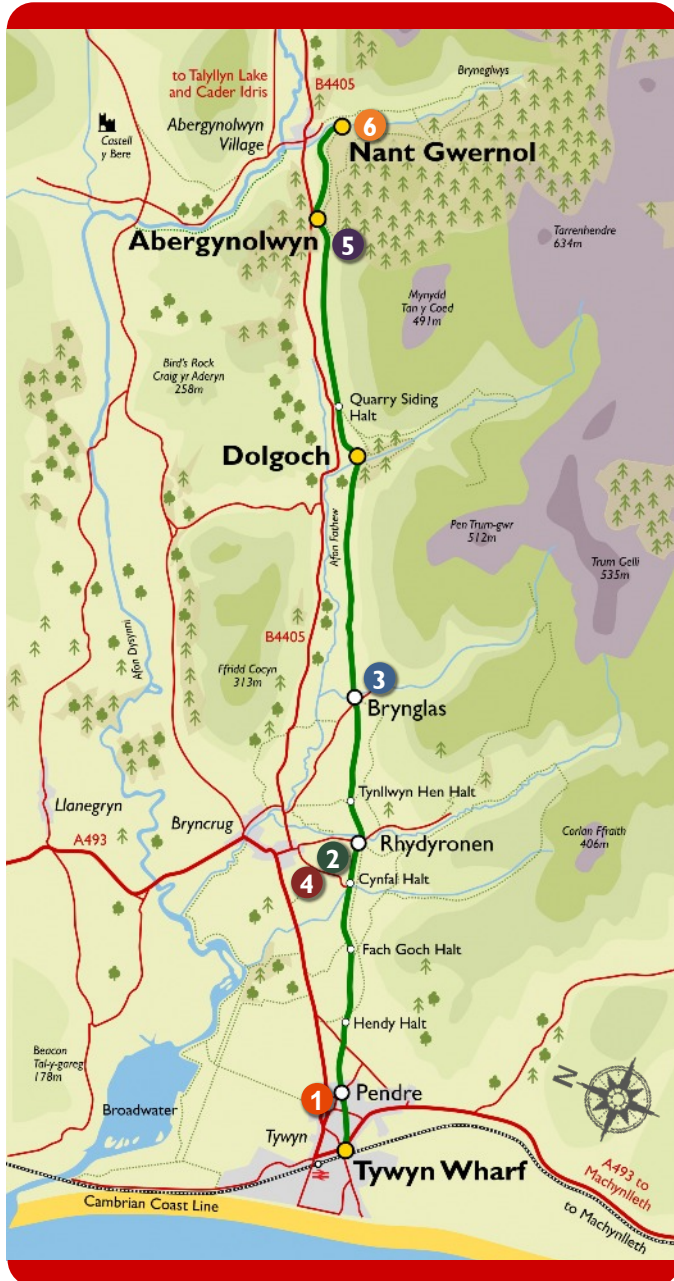 Bryneglwys
to Talyllyn Lake
and Cader Idris
B4405
Abergynolwyn
Village
Castell
y Bere
6
Nant Gwernol
Abergynolwyn
5
Tarrenhendre
634m
Mynydd
Tan y Coed
491m
Bird's Rock
Craig yr Aderyn
258m
Quarry Siding
Halt
Dolgoch
Pen Trum-gwr
512m
Afan Fathew
Trum Gelli
535m
B4405
Afon Dysynni
Ffridd Cocyn
313m
3
Brynglas
Llanegryn
Tynllwyn Hen Halt
Bryncrug
A493
Rhydyronen
Corlan Ffraith
406m
2
4
Cynfal Halt
Fach Goch Halt
Hendy Halt
Beacon
Tal-y-gareg
178m
N
1
Pendre
Broadwater
Tywyn
Tywyn Wharf
A493 to
Machynlleth
to Machynlleth
Cambrian Coast Line